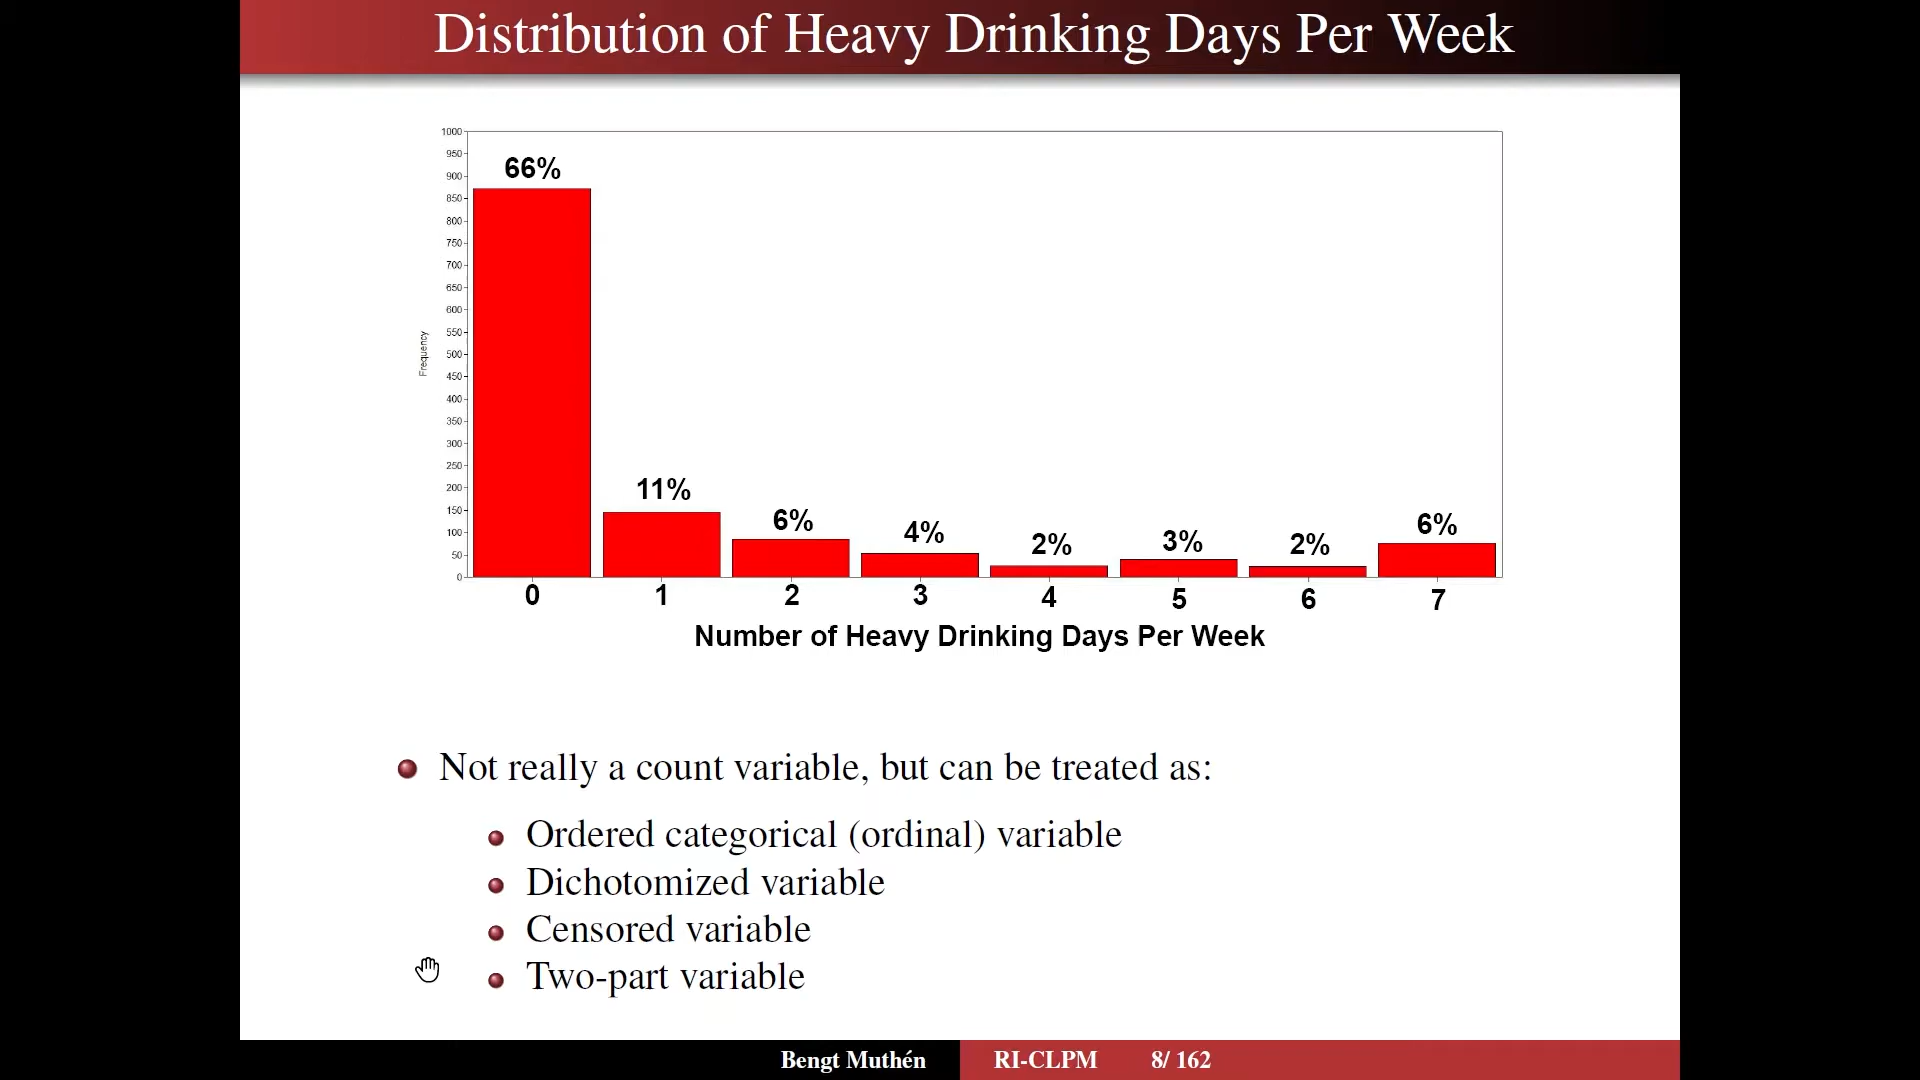 Distribution of Heavy Drinking Days Per Week
1000
950
900
850
800
750
700
650
600
550
500
450
400
350
300
250
200
150
100
50
0
Frequency
66%
11%
6%
4%
2%
3%
2%
6%
0 1 2 3 4 5 6 7
Number of Heavy Drinking Days Per Week
Not really a count variable, but can be treated as:
Ordered categorical (ordinal) variable
Dichotomized variable
Censored variable
Two-part variable
Bengt Muthén RI-CLPM 8/ 162